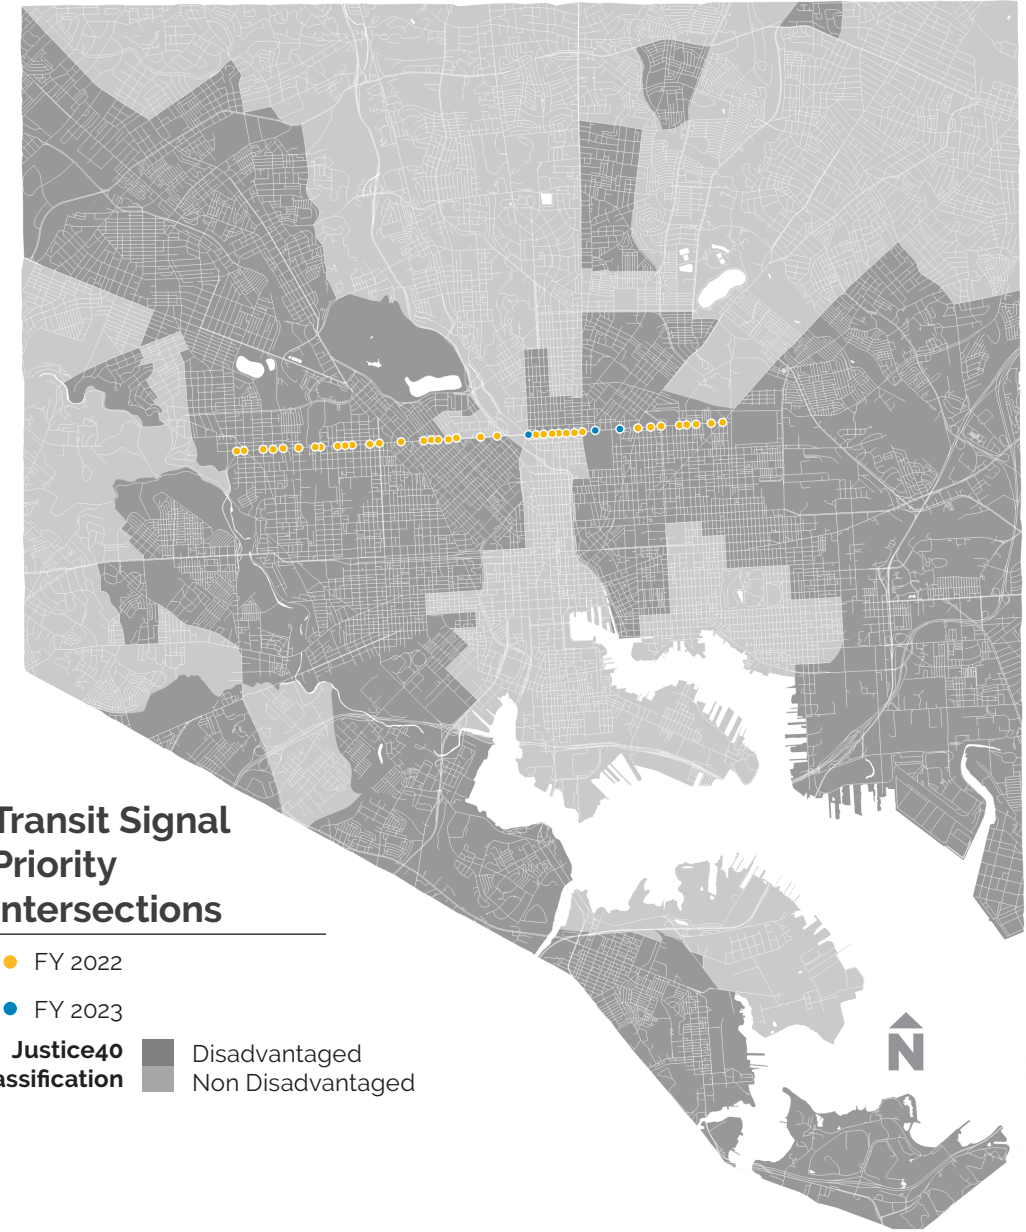 Transit Signal
Priority
ntersections
FY 2022
FY 2023
Justice40
assification
Disadvantaged
Non Disadvantaged
N